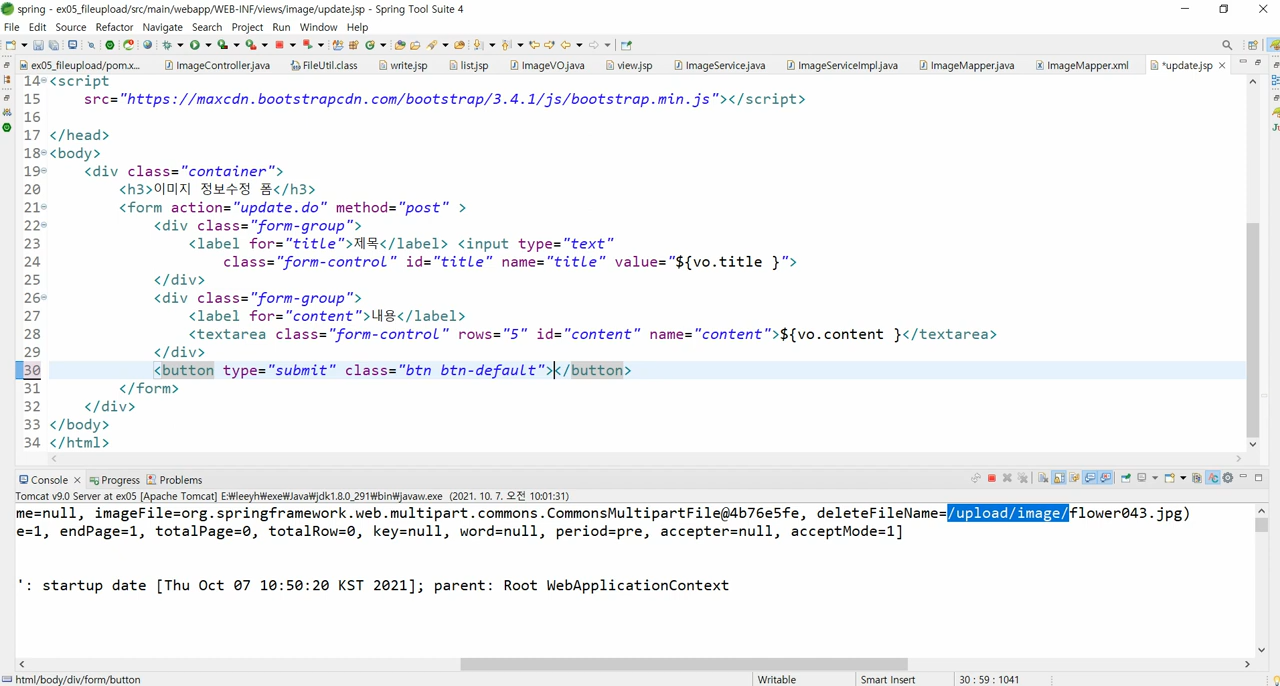 spring - ex05_fileupload/src/main/webapp/WEB-INF/views/image/update.jsp - Spring Tool Suite 4
File Edit Source Refactor Navigate Search Project Run Window Help
ex05_fileupload/pom.x... ImageController.java FileUtil.class write.jsp list.jsp ImageVO.java view.jsp ImageService.java ImageServiceImpl.java ImageMapper.java ImageMapper.xml *update.jsp
14 <script
15 src="https://maxcdn.bootstrapcdn.com/bootstrap/3.4.1/js/bootstrap.min.js"></script>
16
17 </head>
18 <body>
19 <div class="container">
20 <h3>이미지 정보수정 폼</h3>
21 <form action="update.do" method="post" >
22 <div class="form-group">
23 <label for="title">제목</label> <input type="text"
24 class="form-control" id="title" name="title" value="${vo.title }">
25 </div>
26 <div class="form-group">
27 <label for="content">내용</label>
28 <textarea class="form-control" rows="5" id="content" name="content">${vo.content }</textarea>
29 </div>
30 <button type="submit" class="btn btn-default"></button>
31 </form>
32 </div>
33 </body>
34 </html>
Console Progress Problems
Tomcat v9.0 Server at ex05 [Apache Tomcat] E:₩leeyh₩exe₩Java₩jdk1.8.0_291₩bin₩javaw.exe (2021. 10. 7. 오전 10:01:31)
me=null, imageFile=org.springframework.web.multipart.commons.CommonsMultipartFile@4b76e5fe, deleteFileName=/upload/image/flower043.jpg)
e=1, endPage=1, totalPage=0, totalRow=0, key=null, word=null, period=pre, accepter=null, acceptMode=1]
': startup date [Thu Oct 07 10:50:20 KST 2021]; parent: Root WebApplicationContext
html/body/div/form/button Writable Smart Insert 30 : 59 : 1041